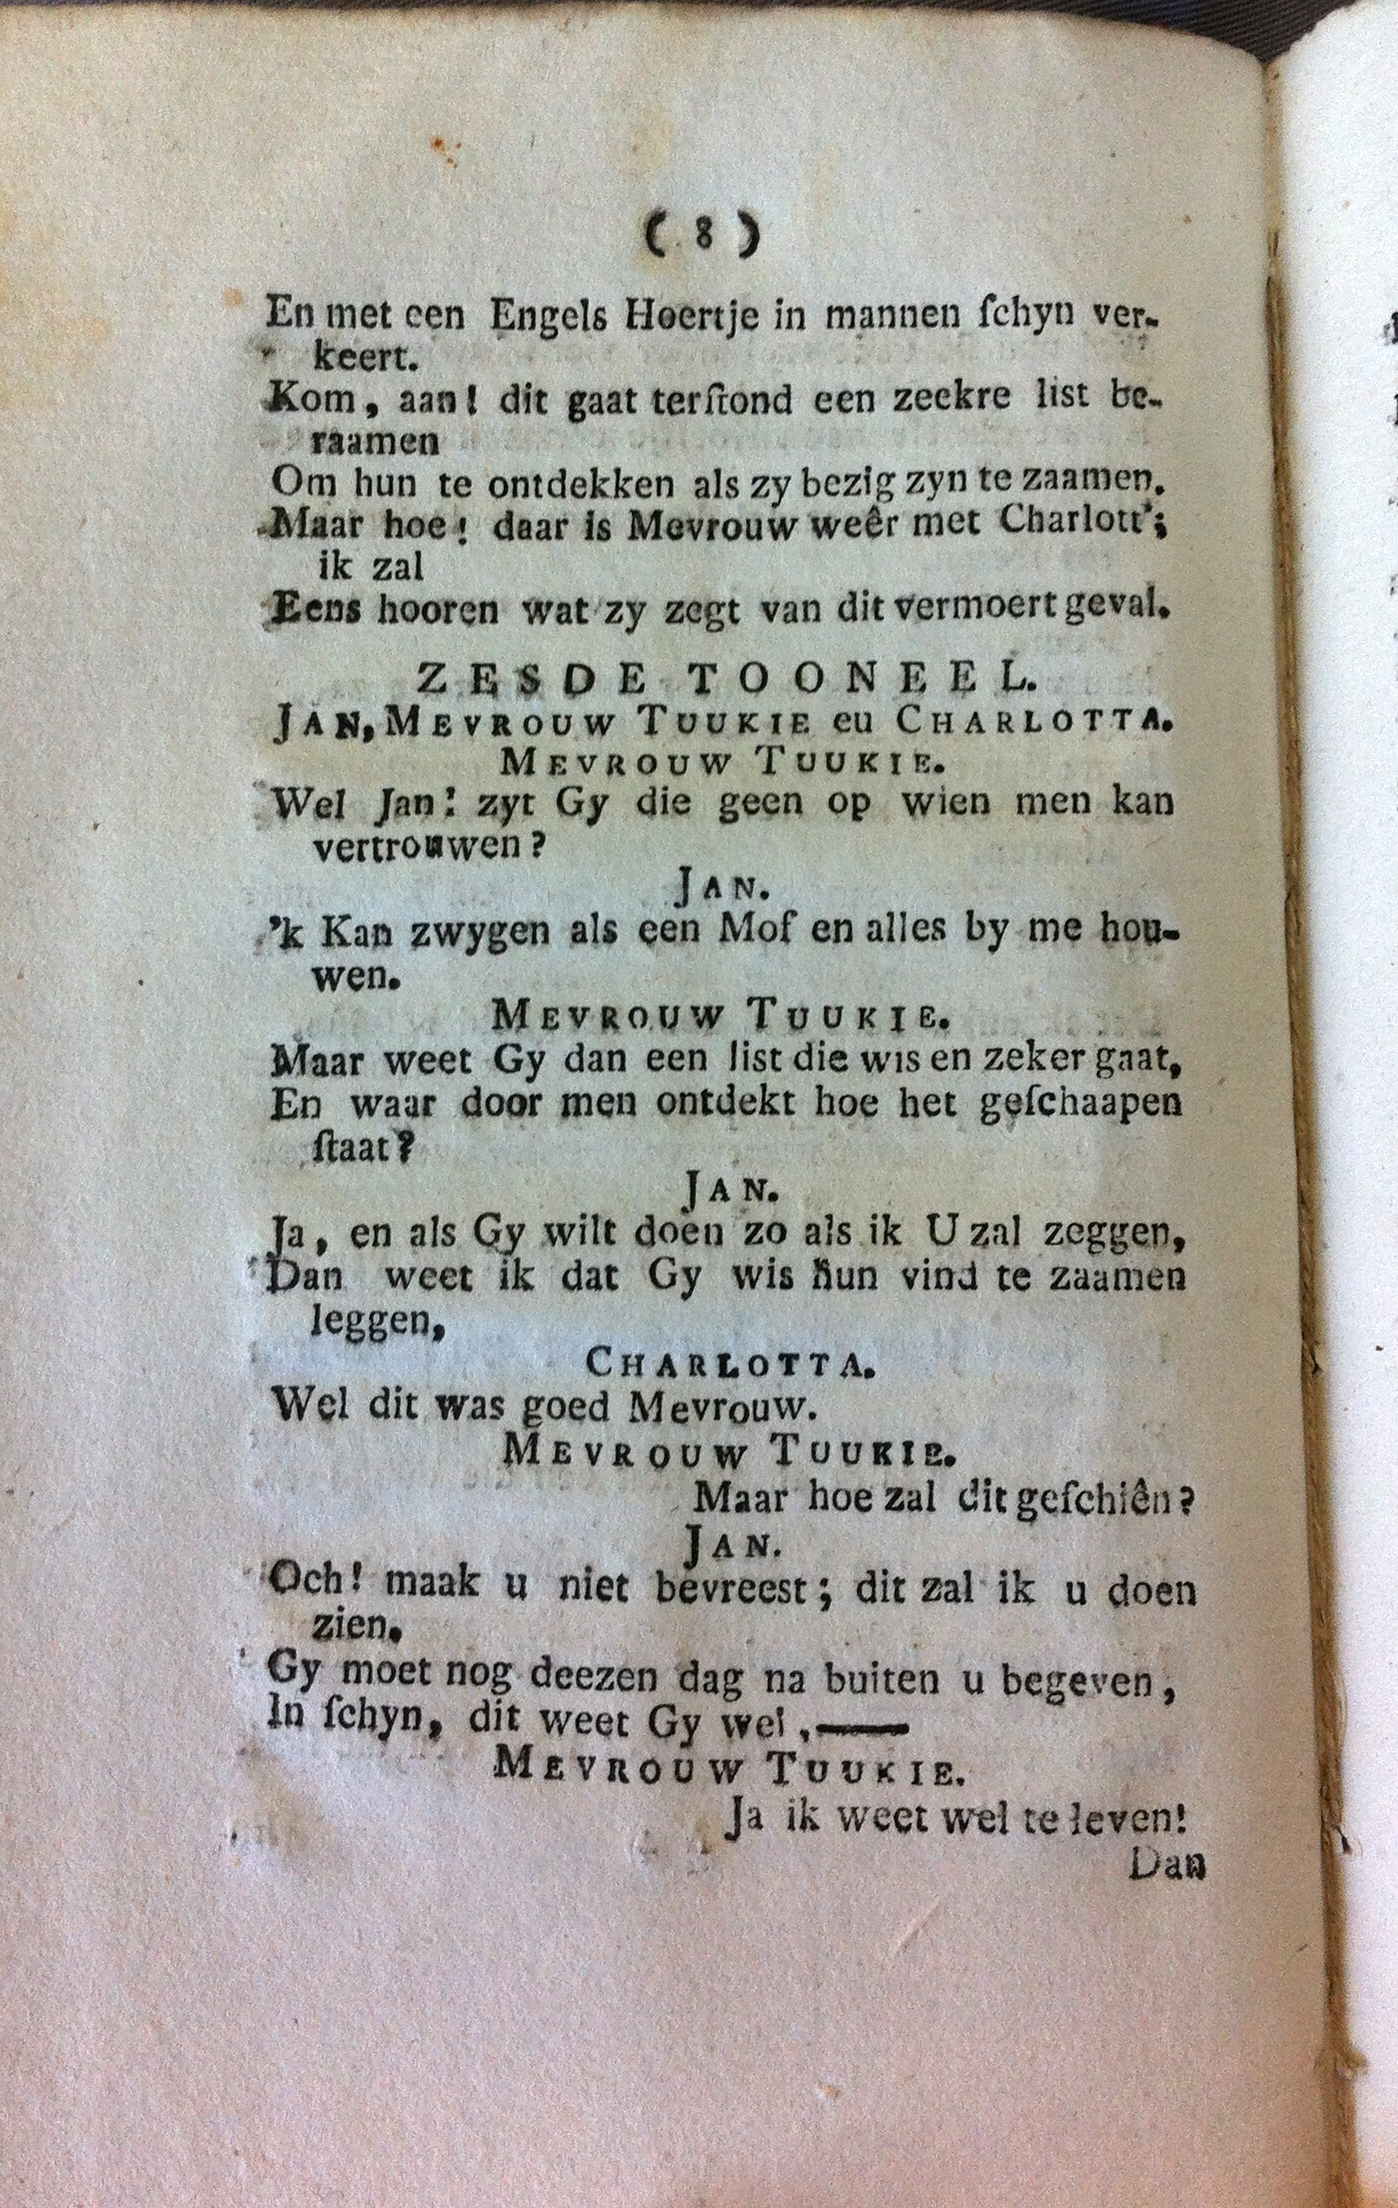 ( 8 )
En met een Engels Hoertje in mannen ſchyn ver-
keert.
Kom, aan! dit gaat terſtond een zeekre list be-
raamen
Om hun te ontdekken als zy bezig zyn te zaamen.
Maar hoe! daar is Mevrouw weêr met Charlott';
ik zal
Eens hooren wat zy zegt van dit vermoert geval.
ZESDE TOONEEL.
JAN, MEVROUW TUUKIE eu CHARLOTTA.
MEVROUW TUUKIE.
Wel Jan! zyt Gy die geen op wien men kan
vertrouwen?
JAN.
'k Kan zwygen als een Mof en alles by me hou-
wen.
MEVROUW TUUKIE.
Maar weet Gy dan een list die wis en zeker gaat,
En waar door men ontdekt hoe het geſchaapen
ſtaat?
JAN.
Ja, en als Gy wilt doen zo als ik U zal zeggen,
Dan weet ik dat Gy wis hun vind te zaamen
leggen,
CHARLOTTA.
Wel dit was goed Mevrouw.
MEVROUW TUUKIE.
Maar hoe zal dit geſchiên?
JAN.
Och! maak u niet bevreest; dit zal ik u doen
zien.
Gy moet nog deezen dag na buiten u begeven,
In ſchyn, dit weet Gy wel,——
MEVROUW TUUKIE.
Ja ik weet wel te leven!
Dan